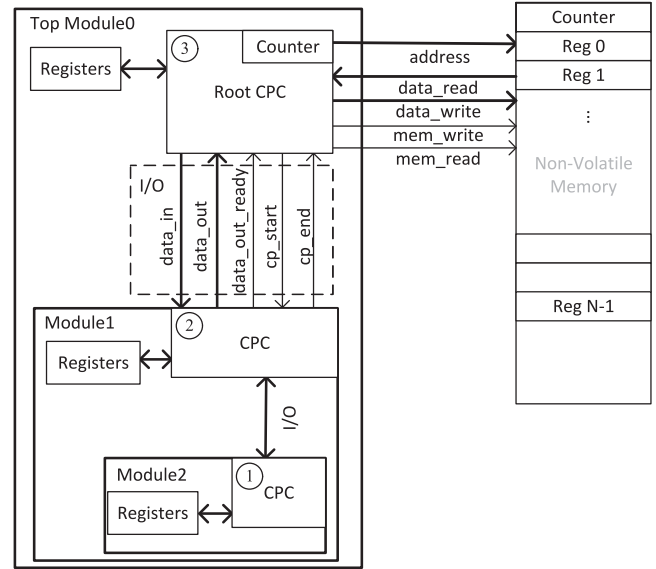 Top Module0
Registers
3
Counter
Root CPC
address
data_read
data_write
mem_write
mem_read
Counter
Reg 0
Reg 1
...
Non-Volatile
Memory
Reg N-1
I/O
data_in
data_out
data_out_ready
cp_start
cp_end
Module1
Registers
2
CPC
I/O
Module2
Registers
1
CPC